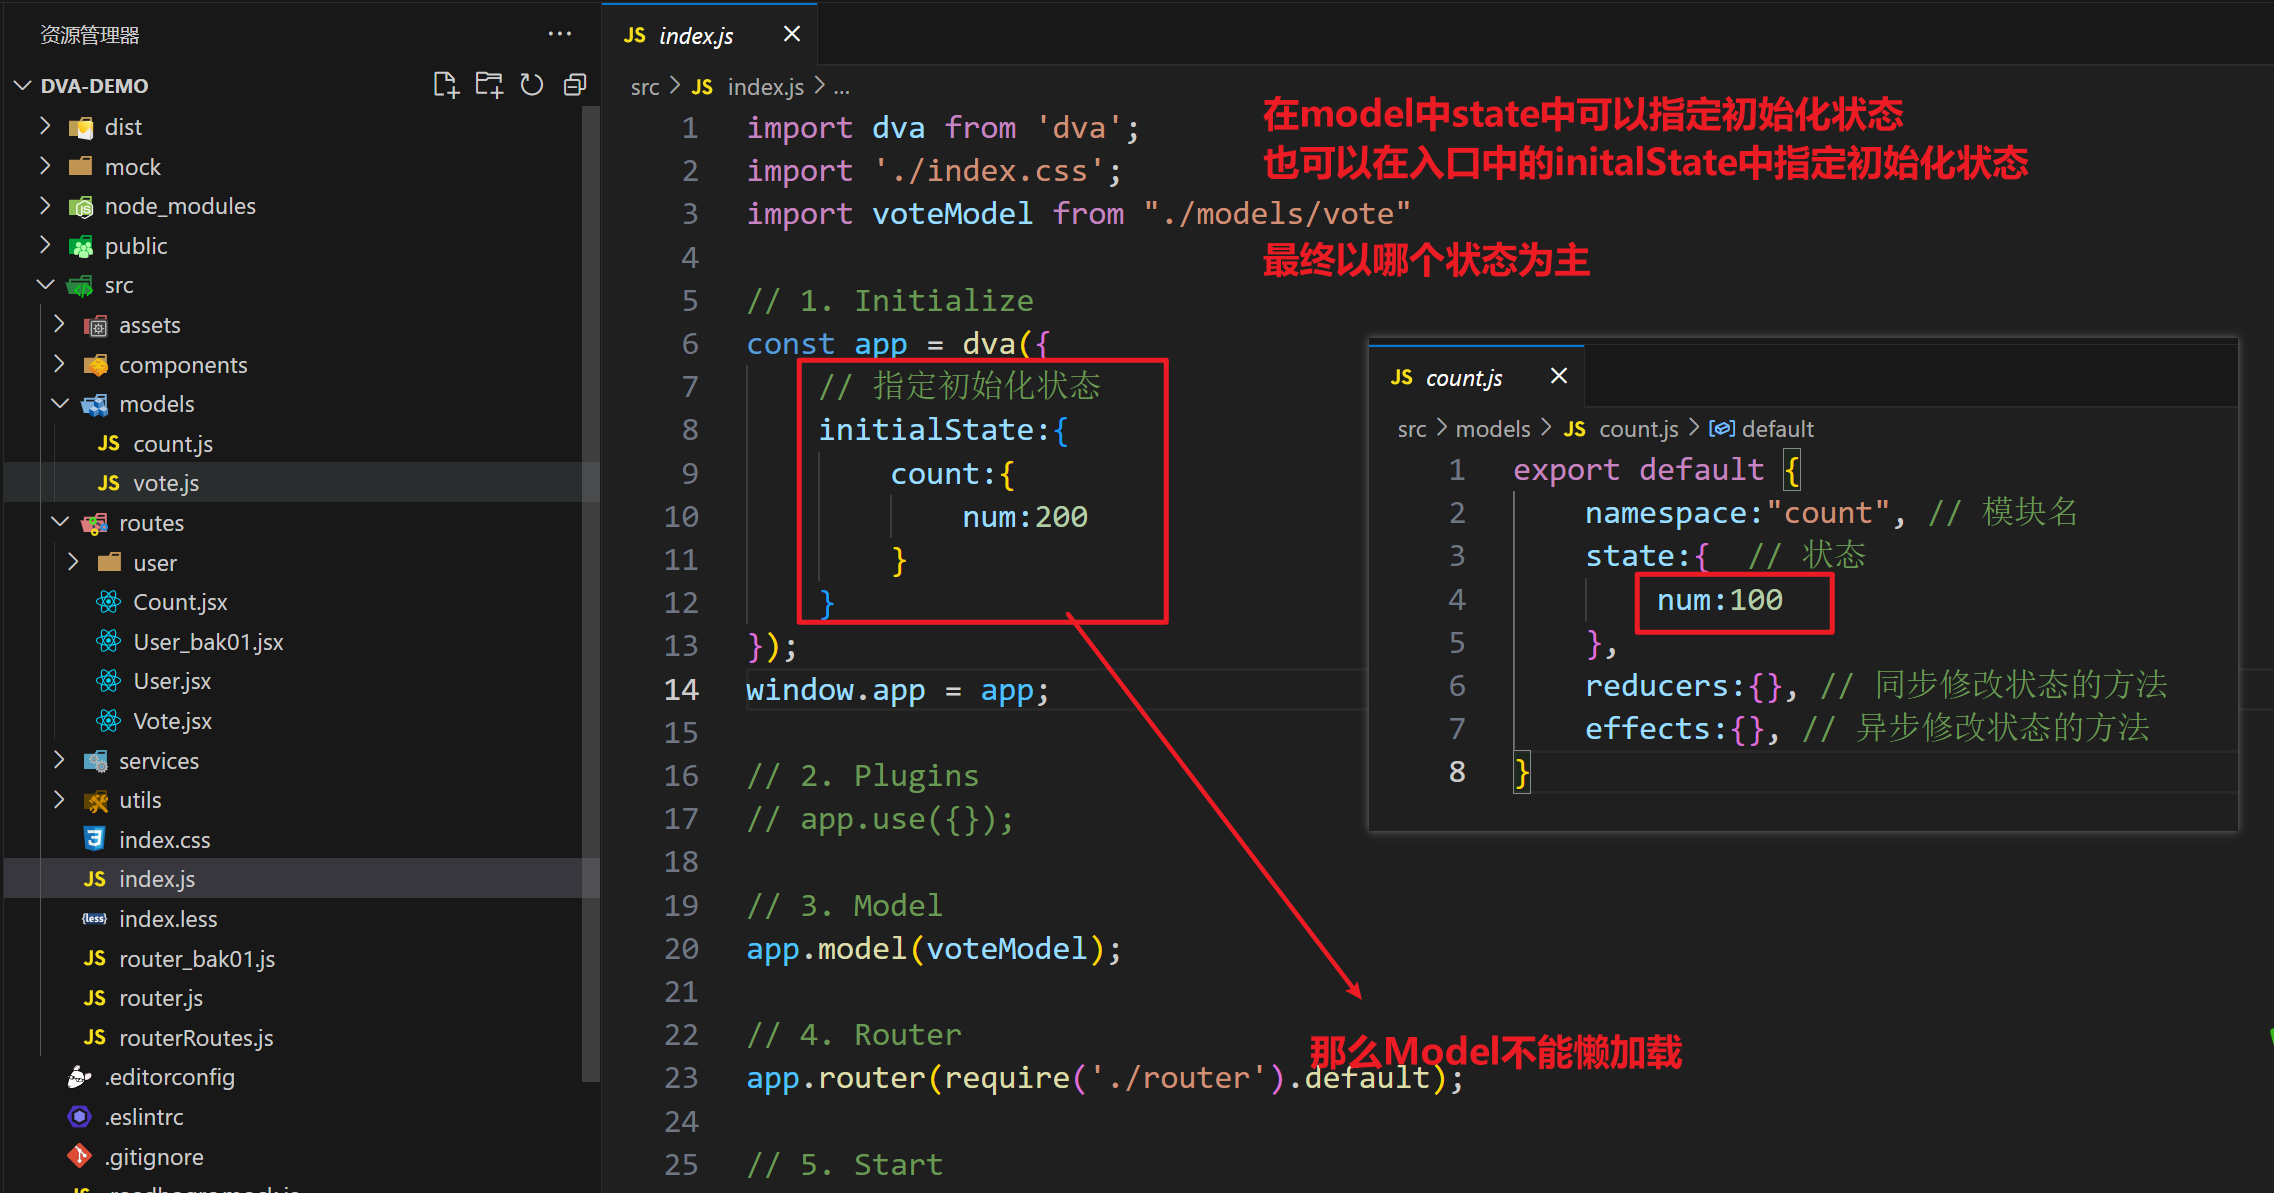 资源管理器
DVA-DEMO
dist
mock
node_modules
public
src
assets
components
models
count.js
vote.js
routes
user
Count.jsx
User_bak01.jsx
User.jsx
Vote.jsx
services
utils
index.css
index.js
index.less
router_bak01.js
router.js
routerRoutes.js
.editorconfig
.eslintrc
.gitignore
JS index.js
src > JS index.js > ...
1 import dva from 'dva';
2 import './index.css';
3 import voteModel from "./models/vote"
4
5 // 1. Initialize
6 const app = dva({
7 // 指定初始化状态
8 initialState:{
9 count:{
10 num:200
11 }
12 }
13 });
14 window.app = app;
15
16 // 2. Plugins
17 // app.use({});
18
19 // 3. Model
20 app.model(voteModel);
21
22 // 4. Router
23 app.router(require('./router').default);
24
25 // 5. Start
在model中state中可以指定初始化状态
也可以在入口中的initalState中指定初始化状态
最终以哪个状态为主
JS count.js
src > models > JS count.js > default
1 export default {
2 namespace:"count", // 模块名
3 state:{ // 状态
4 num:100
5 },
6 reducers:{}, // 同步修改状态的方法
7 effects:{}, // 异步修改状态的方法
8 }
那么Model不能懒加载